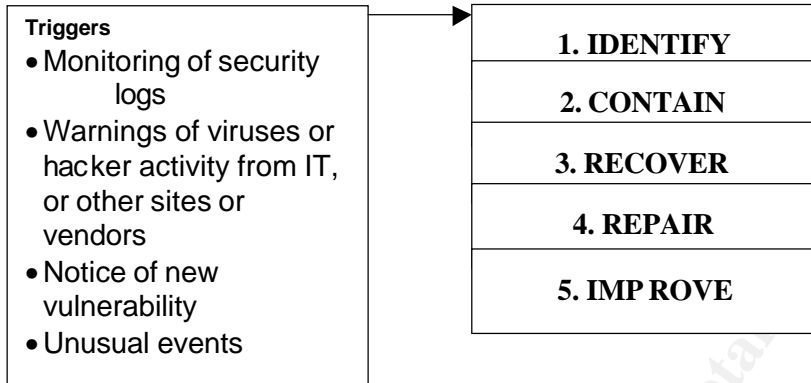 Triggers
• Monitoring of security
logs
• Warnings of viruses or
hacker activity from IT,
or other sites or
vendors
• Notice of new
vulnerability
• Unusual events
1. IDENTIFY
2. CONTAIN
3. RECOVER
4. REPAIR
5. IMP ROVE